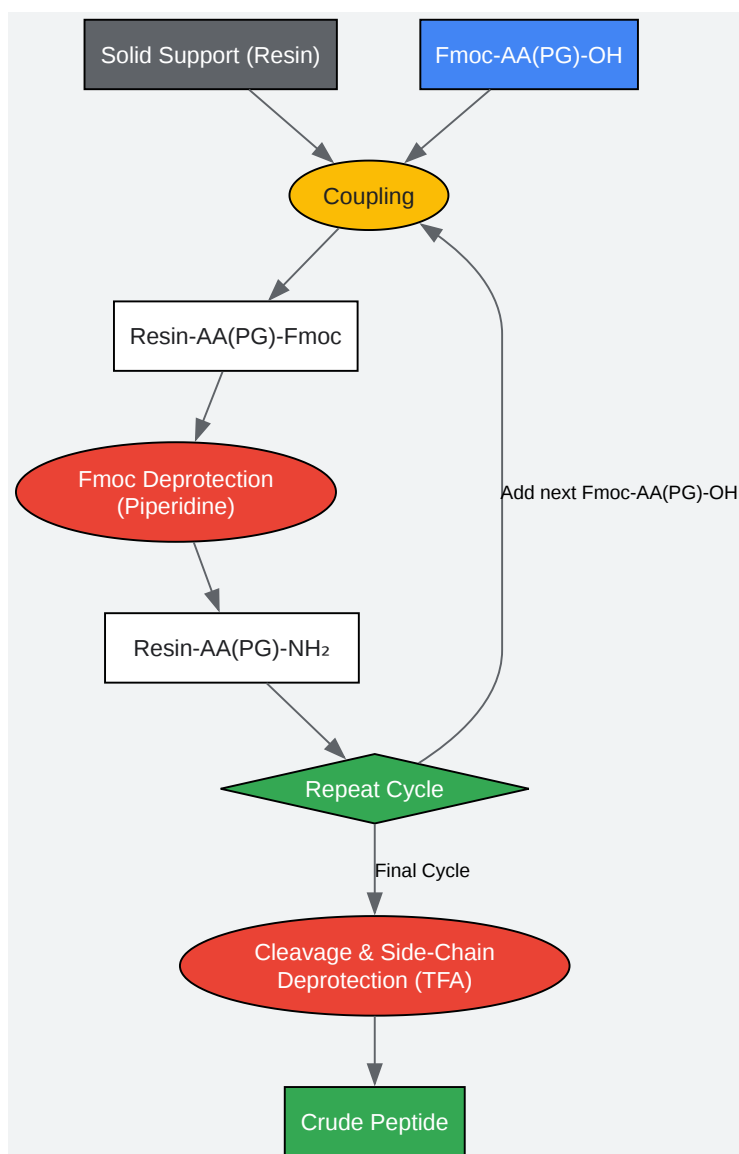 Solid Support (Resin)
Fmoc-AA(PG)-OH
Coupling
Resin-AA(PG)-Fmoc
Fmoc Deprotection
(Piperidine)
Add next Fmoc-AA(PG)-OH
Resin-AA(PG)-NH₂
Repeat Cycle
Final Cycle
Cleavage & Side-Chain
Deprotection (TFA)
Crude Peptide